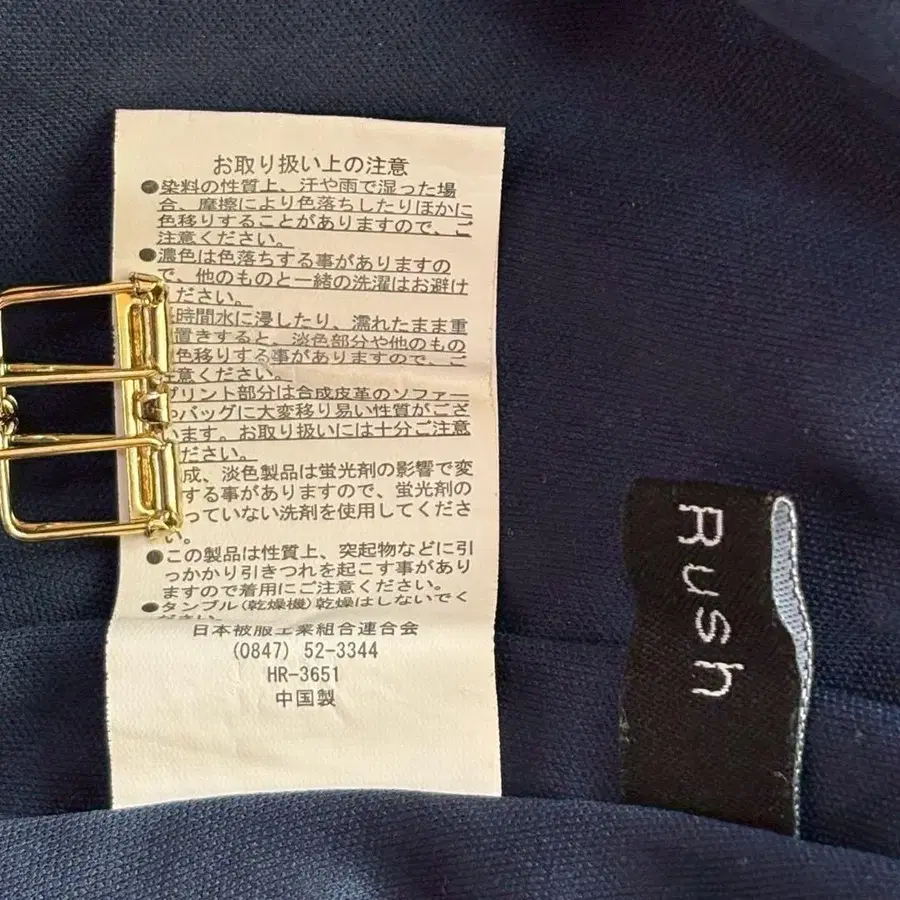 お取り扱い上の注意
●染料の性質上、汗や雨で湿った場
合、摩擦により色落ちしたりほかに
色移りすることがありますので、ご
注意ください。
●濃色は色落ちする事がありますの
で、他のものと一緒の洗濯はお避け
ください。
時間水に浸したり、濡れたまま重
置きすると、淡色部分や他のもの
色移りする事がありますので、ご
注意ください。
プリント部分は合成皮革のソファー
やバッグに大変移り易い性質がござ
います。お取り扱いには十分ご注意
ください。
成、淡色製品は蛍光剤の影響で変
する事がありますので、蛍光剤の
っていない洗剤を使用してくださ
い。
●この製品は性質上、突起物などに引
っかかり引きつれを起こす事があり
ますので着用にご注意ください。
●タンブル(乾燥機)乾燥はしないでく
ださい。
日本被服工業組合連合会
(0847) 52-3344
HR-3651
中国製
Rush